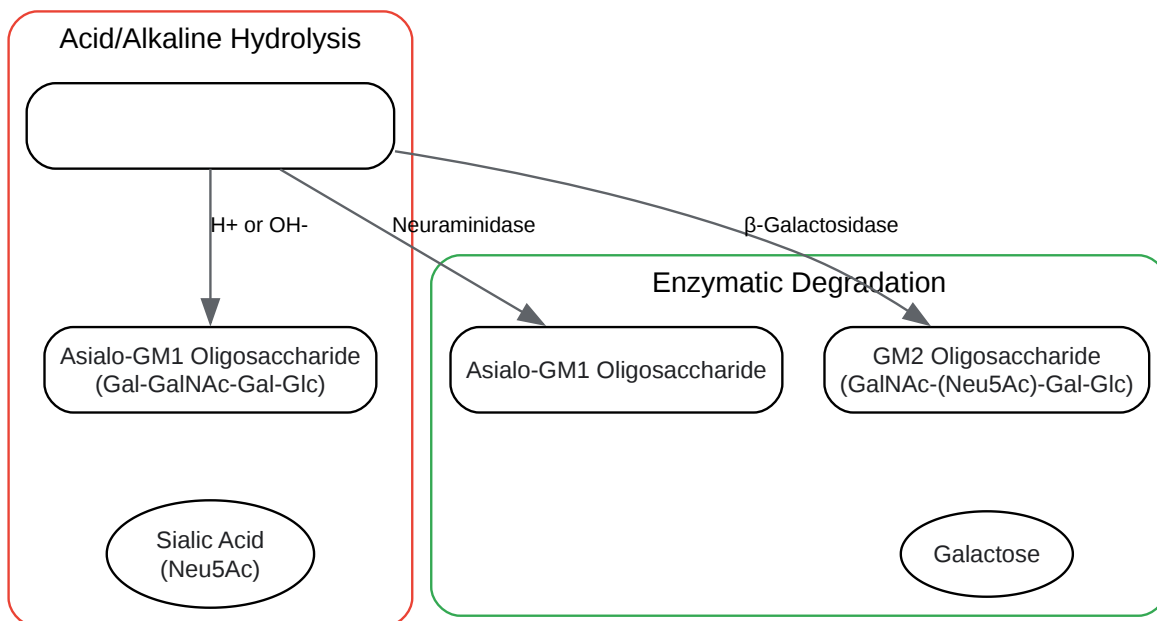 Acid/Alkaline Hydrolysis
H+ or OH-
Neuraminidase
β-Galactosidase
Enzymatic Degradation
Asialo-GM1 Oligosaccharide
(Gal-GalNAc-Gal-Glc)
Asialo-GM1 Oligosaccharide
GM2 Oligosaccharide
(GalNAc-(Neu5Ac)-Gal-Glc)
Sialic Acid
(Neu5Ac)
Galactose